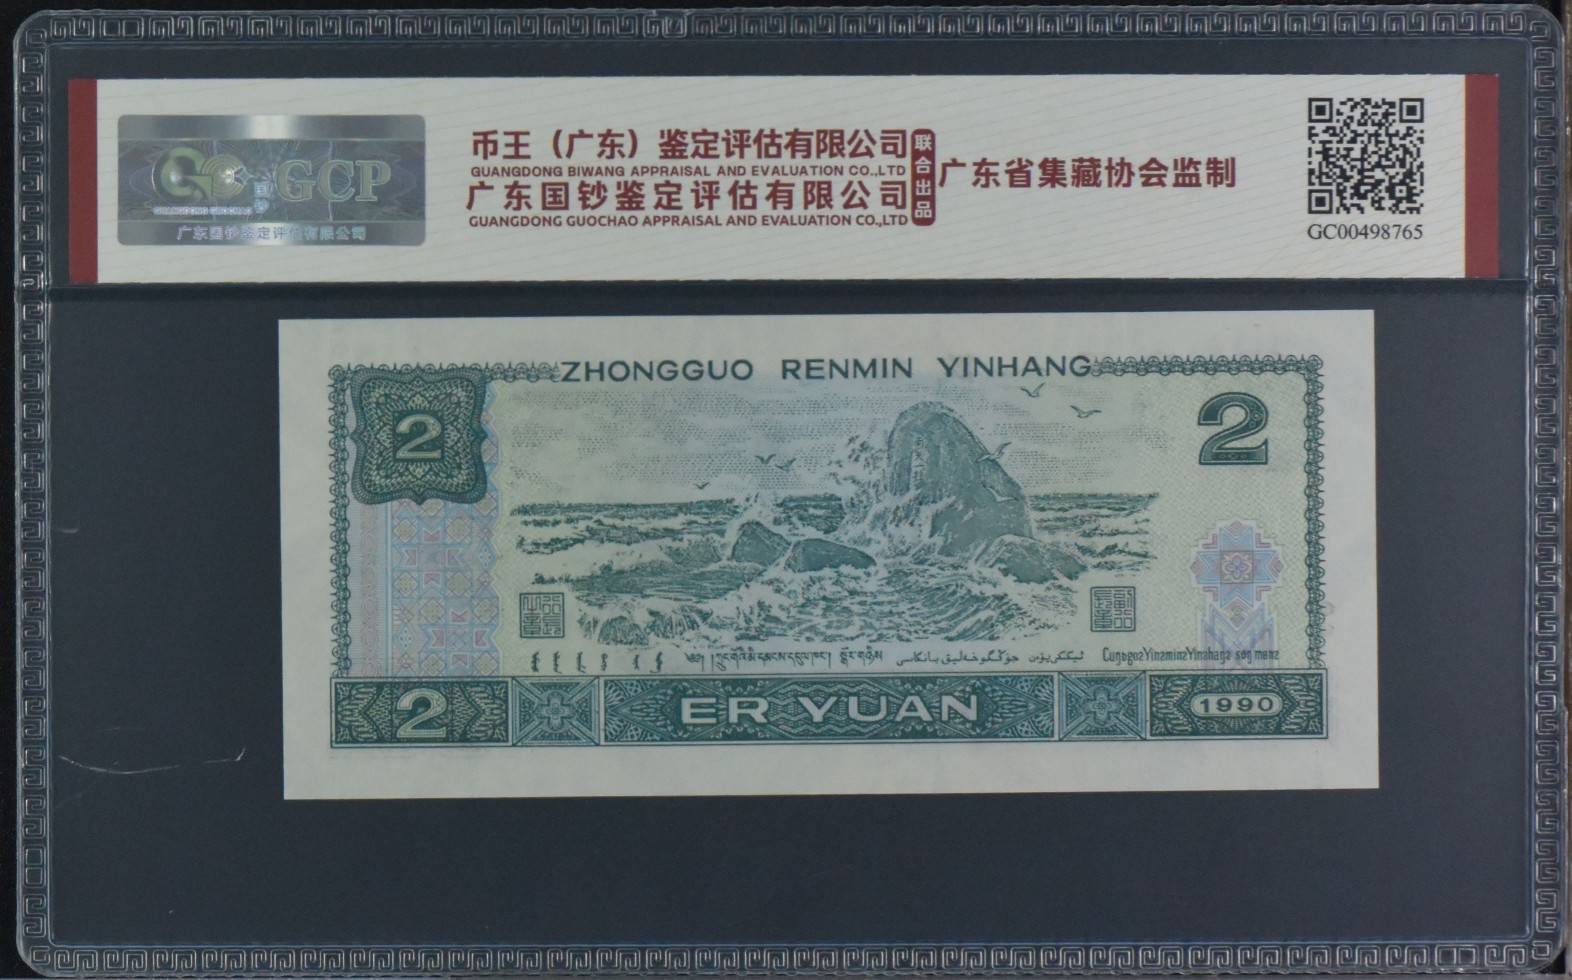 GCP
广东国钞鉴定评估有限公司
币王（广东）鉴定评估有限公司
GUANGDONG BIWANG APPRAISAL AND EVALUATION CO.,LTD
广东国钞鉴定评估有限公司
GUANGDONG GUOCHAO APPRAISAL AND EVALUATION CO.,LTD
联合出品
广东省集藏协会监制
GC00498765
ZHONGGUO RENMIN YINHANG
2
2
2
ER YUAN
1990